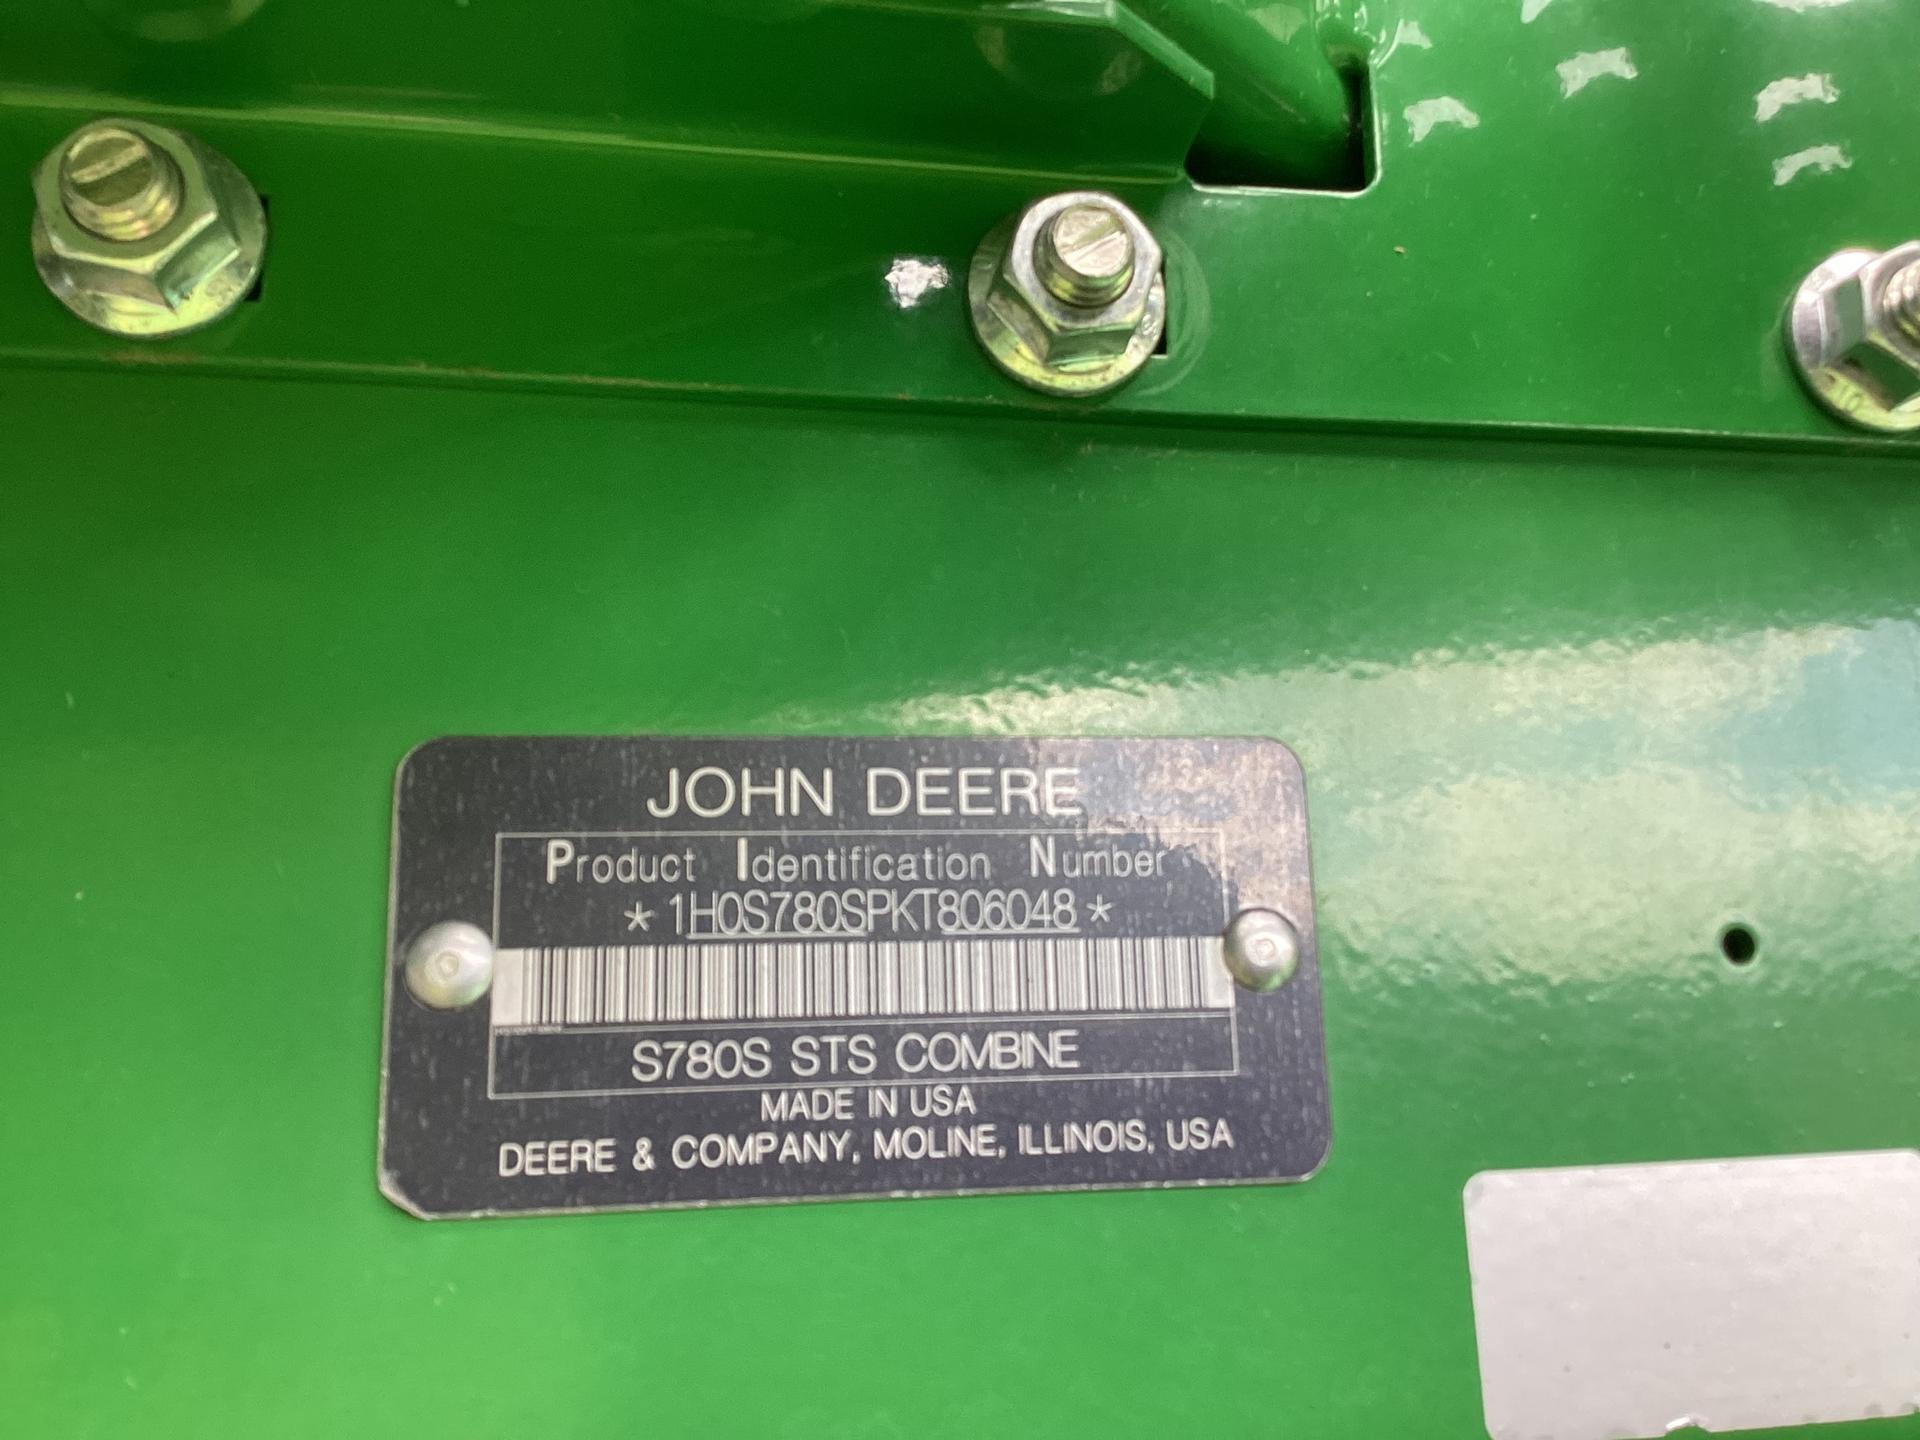 JOHN DEERE
Product Identification Number
* 1H0S780SPKT806048 *
S780S STS COMBINE
MADE IN USA
DEERE & COMPANY, MOLINE, ILLINOIS, USA